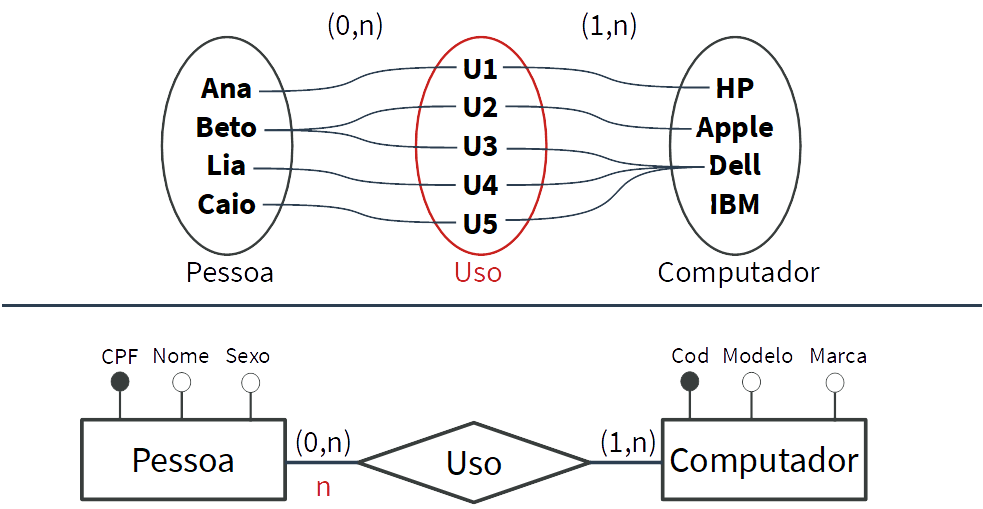 (0,n) (1,n)
Ana U1 HP
Beto U2 Apple
Lia U3 Dell
Caio U4 IBM
U5
Pessoa Uso Computador
CPF Nome Sexo Cod Modelo Marca
(0,n) (1,n)
Pessoa Uso Computador
n